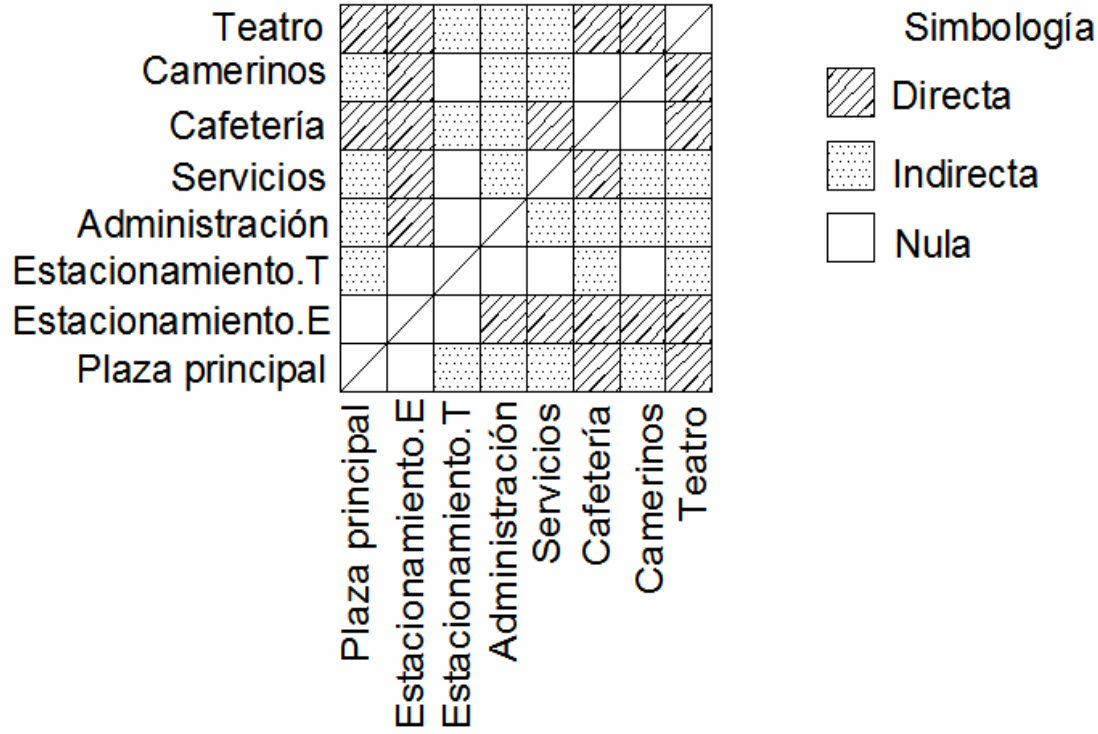 Teatro
Camerinos
Cafetería
Servicios
Administración
Estacionamiento.T
Estacionamiento.E
Plaza principal
Plaza principal
Estacionamiento.E
Estacionamiento.T
Administración
Servicios
Cafetería
Camerinos
Teatro
Simbología
Directa
Indirecta
Nula